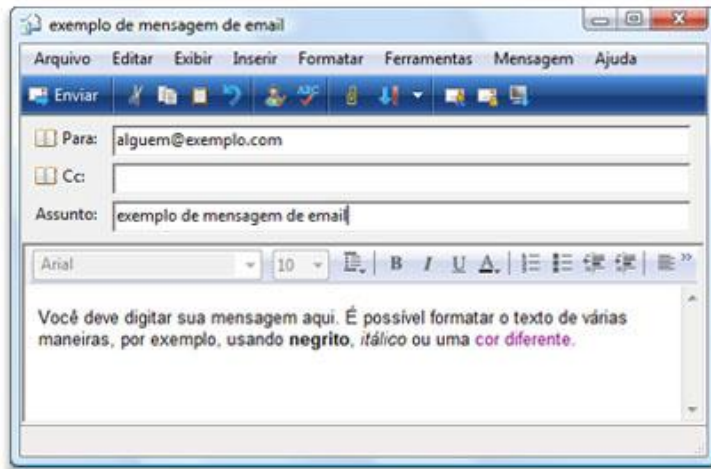 exemplo de mensagem de email
Arquivo Editar Exibir Inserir Formatar Ferramentas Mensagem Ajuda
Enviar ABC
Para: alguem@exemplo.com
Cc:
Assunto: exemplo de mensagem de email
Arial 10 B I U A
Você deve digitar sua mensagem aqui. É possível formatar o texto de várias
maneiras, por exemplo, usando negrito, itálico ou uma cor diferente.